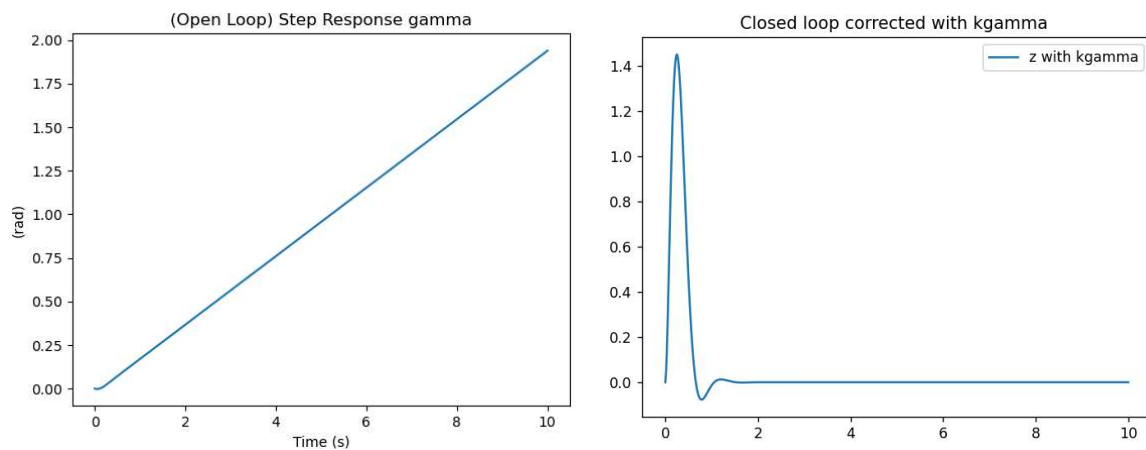 (Open Loop) Step Response gamma
2.00
1.75
1.50
1.25
1.00
0.75
0.50
0.25
0.00
(rad)
0 2 4 6 8 10
Time (s)
Closed loop corrected with kgamma
z with kgamma
1.4
1.2
1.0
0.8
0.6
0.4
0.2
0.0
0 2 4 6 8 10